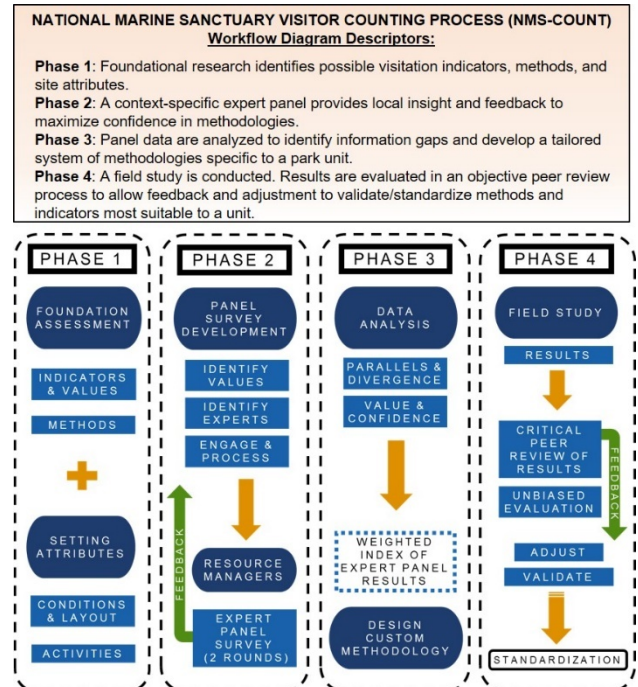 NATIONAL MARINE SANCTUARY VISITOR COUNTING PROCESS (NMS-COUNT)
Workflow Diagram Descriptors:
Phase 1: Foundational research identifies possible visitation indicators, methods, and
site attributes.
Phase 2: A context-specific expert panel provides local insight and feedback to
maximize confidence in methodologies.
Phase 3: Panel data are analyzed to identify information gaps and develop a tailored
system of methodologies specific to a park unit.
Phase 4: A field study is conducted. Results are evaluated in an objective peer review
process to allow feedback and adjustment to validate/standardize methods and
indicators most suitable to a unit.
PHASE 1
FOUNDATION
ASSESSMENT
INDICATORS
& VALUES
METHODS
SETTING
ATTRIBUTES
CONDITIONS
& LAYOUT
ACTIVITIES
PHASE 2
PANEL
SURVEY
DEVELOPMENT
IDENTIFY
VALUES
IDENTIFY
EXPERTS
ENGAGE &
PROCESS
FEEDBACK
RESOURCE
MANAGERS
EXPERT
PANEL
SURVEY
(2 ROUNDS)
PHASE 3
DATA
ANALYSIS
PARALLELS &
DIVERGENCE
VALUE &
CONFIDENCE
WEIGHTED
INDEX OF
EXPERT PANEL
RESULTS
DESIGN
CUSTOM
METHODOLOGY
PHASE 4
FIELD STUDY
RESULTS
CRITICAL
PEER
REVIEW OF
RESULTS
UNBIASED
EVALUATION
FEEDBACK
ADJUST
VALIDATE
STANDARDIZATION